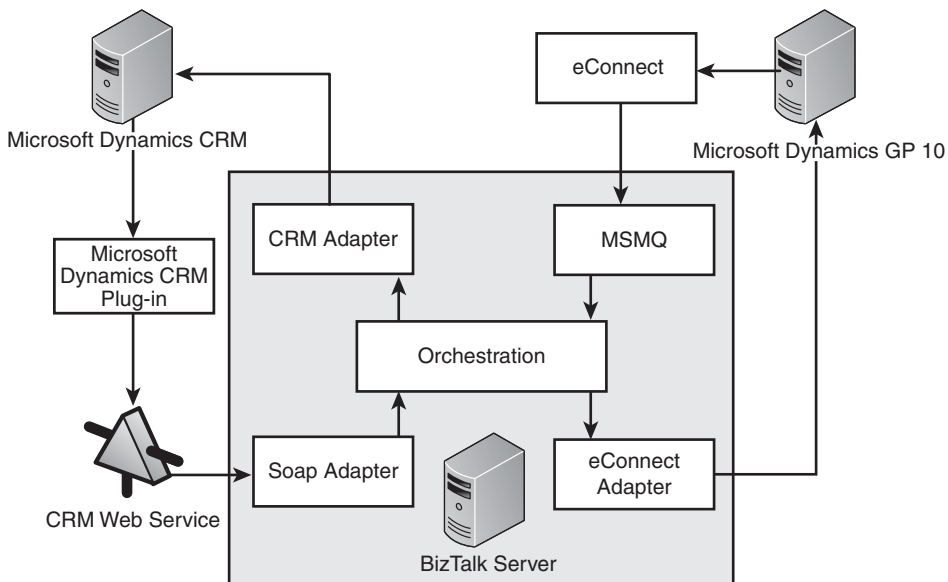 eConnect
Microsoft Dynamics CRM
Microsoft Dynamics GP 10
CRM Adapter
MSMQ
Microsoft
Dynamics CRM
Plug-in
Orchestration
Soap Adapter
eConnect
Adapter
CRM Web Service
BizTalk Server